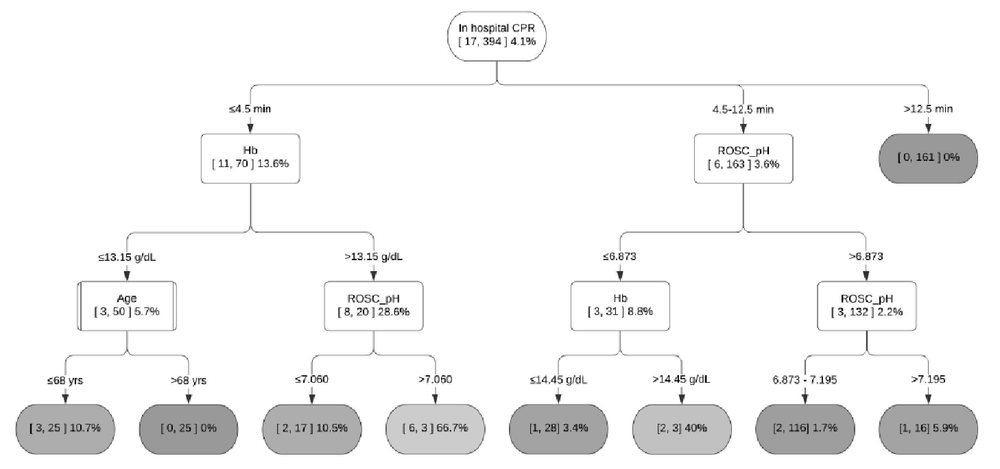 In hospital CPR
[ 17, 394 ] 4.1%
≤4.5 min
4.5-12.5 min
>12.5 min
Hb
[ 11, 70 ] 13.6%
ROSC_pH
[ 6, 163 ] 3.6%
[ 0, 161 ] 0%
≤13.15 g/dL
>13.15 g/dL
≤6.873
>6.873
Age
[ 3, 50 ] 5.7%
ROSC_pH
[ 8, 20 ] 28.6%
Hb
[ 3, 31 ] 8.8%
ROSC_pH
[ 3, 132 ] 2.2%
≤68 yrs
>68 yrs
≤7.060
>7.060
≤14.45 g/dL
>14.45 g/dL
6.873 - 7.195
>7.195
[ 3, 25 ] 10.7%
[ 0, 25 ] 0%
[ 2, 17 ] 10.5%
[ 6, 3 ] 66.7%
[1, 28] 3.4%
[2, 3] 40%
[2, 116] 1.7%
[1, 16] 5.9%